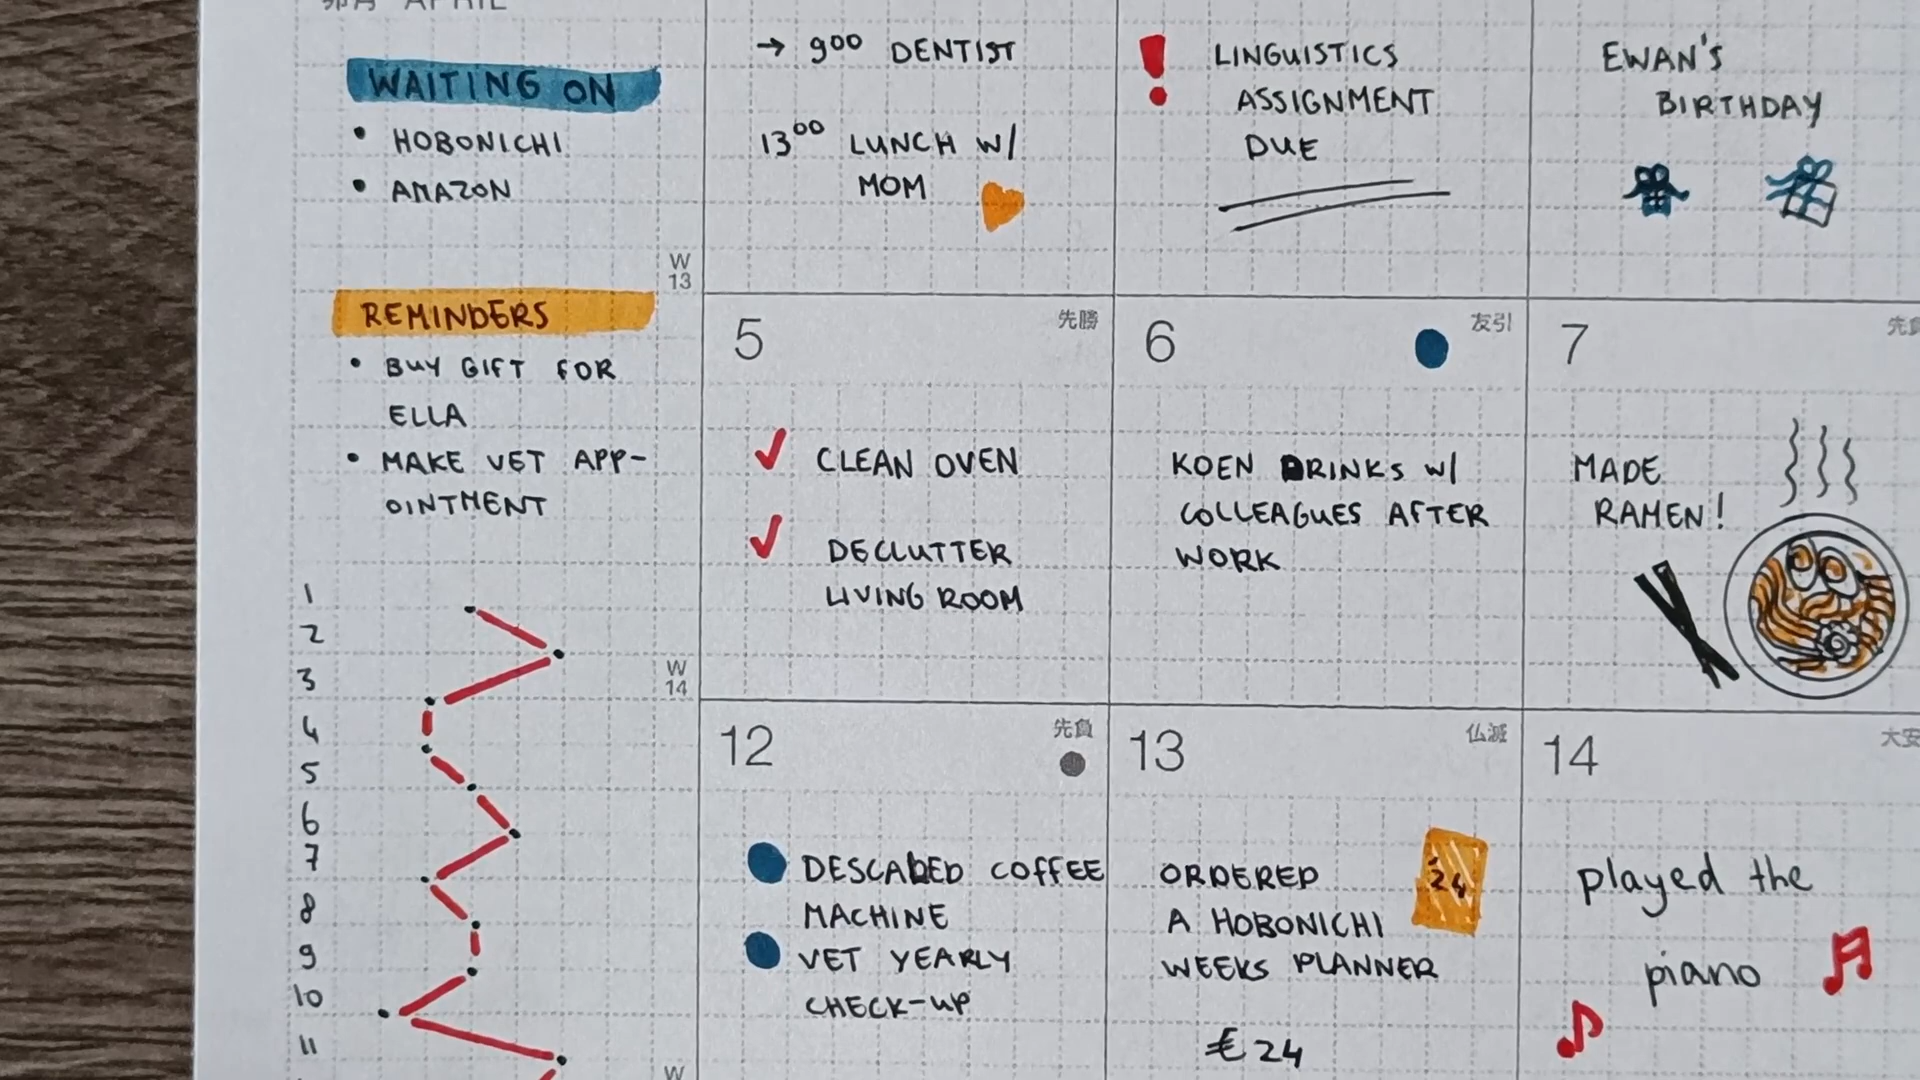 WAITING ON
• HOBONICHI
• AMAZON
REMINDERS
• BUY GIFT FOR
ELLA
• MAKE VET APP-
OINTMENT
1
2
3
4
5
6
7
8
9
10
11
→ 9⁰⁰ DENTIST
13⁰⁰ LUNCH W/
MOM
! LINGUISTICS
ASSIGNMENT
DUE
EWAN'S
BIRTHDAY
W
13
5 先勝
✓ CLEAN OVEN
✓ DECLUTTER
LIVING ROOM
6 友引
KOEN DRINKS W/
COLLEAGUES AFTER
WORK
7
MADE
RAMEN!
W
14
12 先負
DESCALED COFFEE
MACHINE
VET YEARLY
CHECK-UP
13 仏滅
24
ORDERED
A HOBONICHI
WEEKS PLANNER
€ 24
14 大安
played the
piano
W